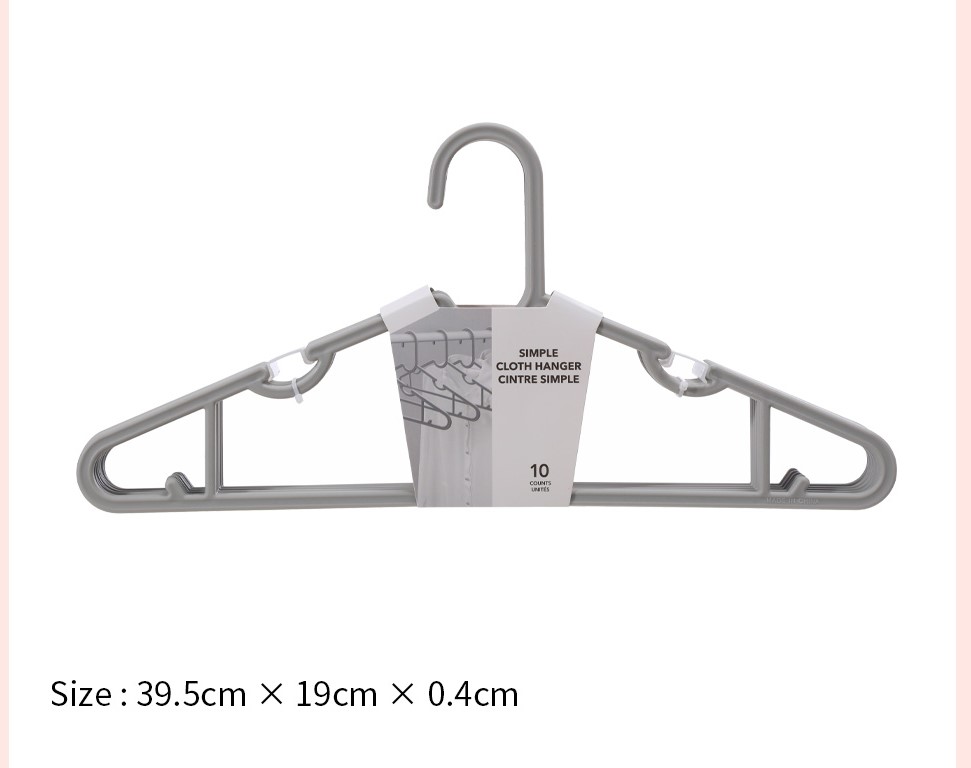 SIMPLE
CLOTH HANGER
CINTRE SIMPLE
10
COUNTS
UNITÉS
Size : 39.5cm × 19cm × 0.4cm